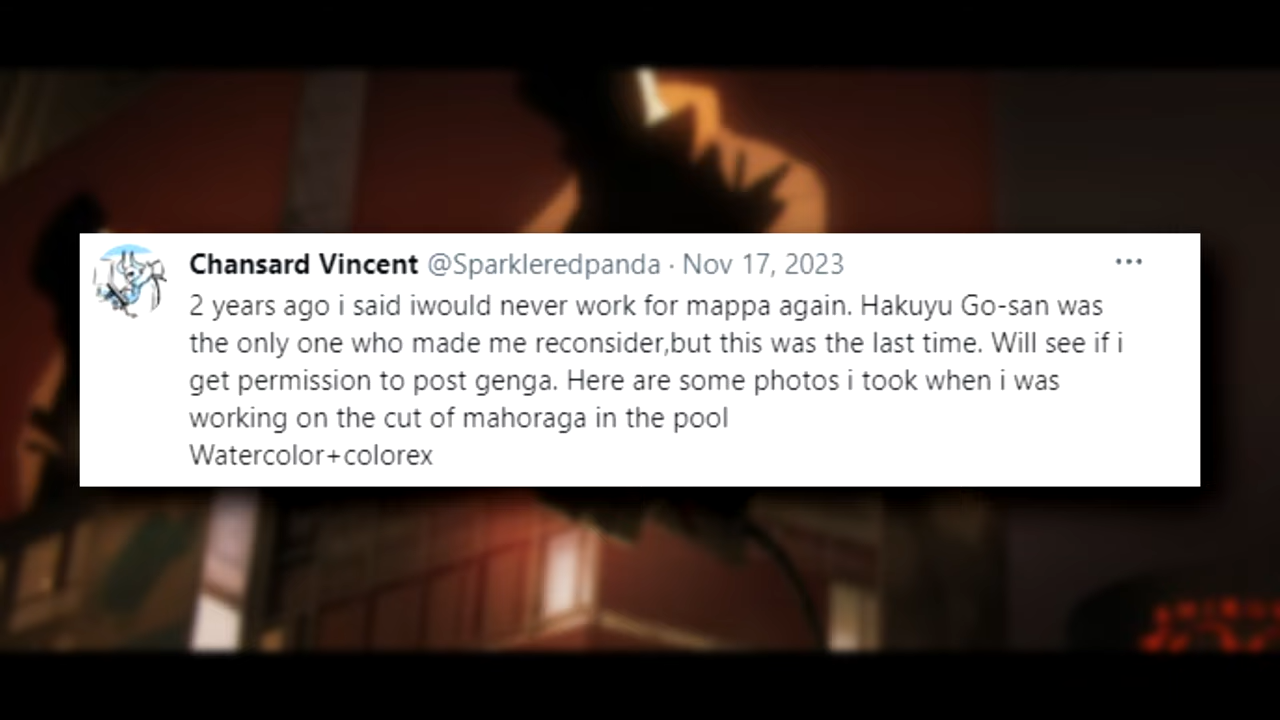 Chansard Vincent @Sparkleredpanda · Nov 17, 2023
2 years ago i said iwould never work for mappa again. Hakuyu Go-san was
the only one who made me reconsider,but this was the last time. Will see if i
get permission to post genga. Here are some photos i took when i was
working on the cut of mahoraga in the pool
Watercolor+colorex